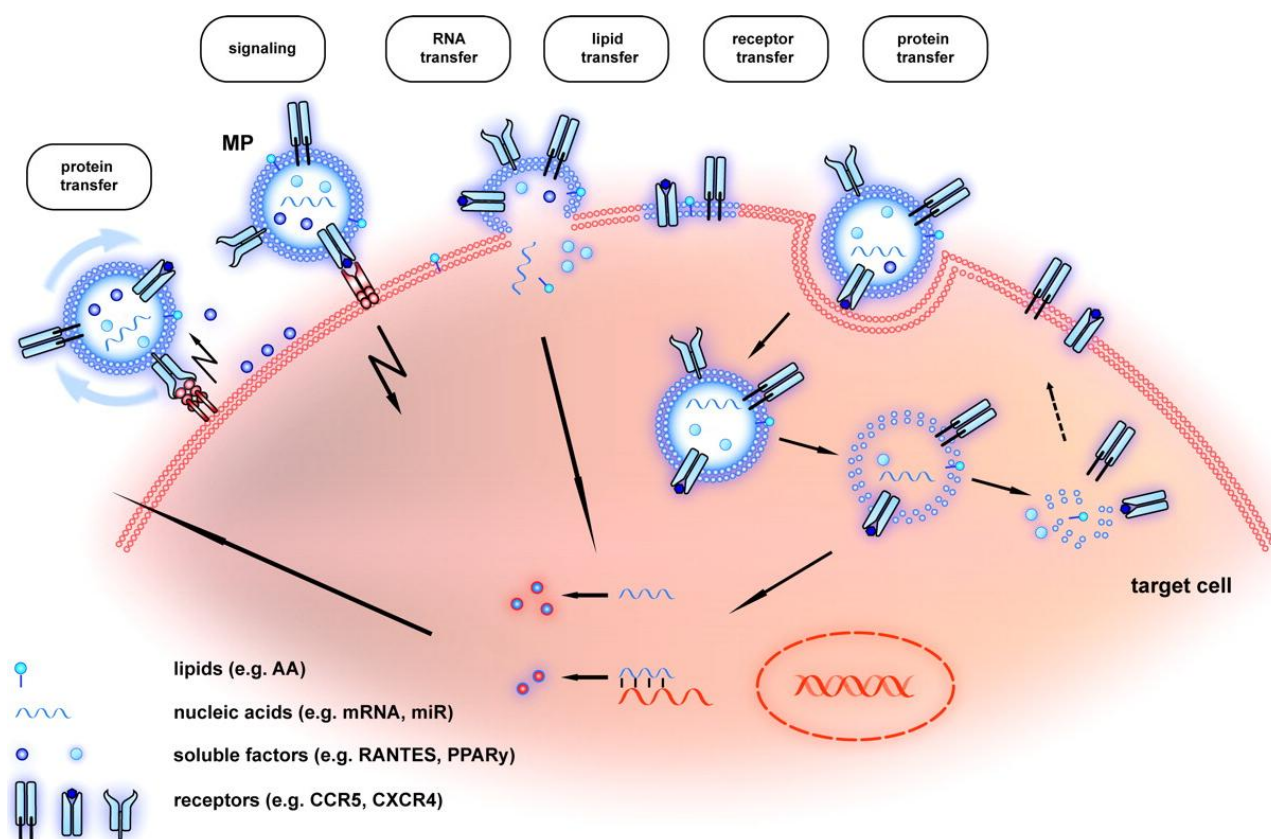 signaling
RNA
transfer
lipid
transfer
receptor
transfer
protein
transfer
MP
protein
transfer
target cell
lipids (e.g. AA)
nucleic acids (e.g. mRNA, miR)
soluble factors (e.g. RANTES, PPARy)
receptors (e.g. CCR5, CXCR4)